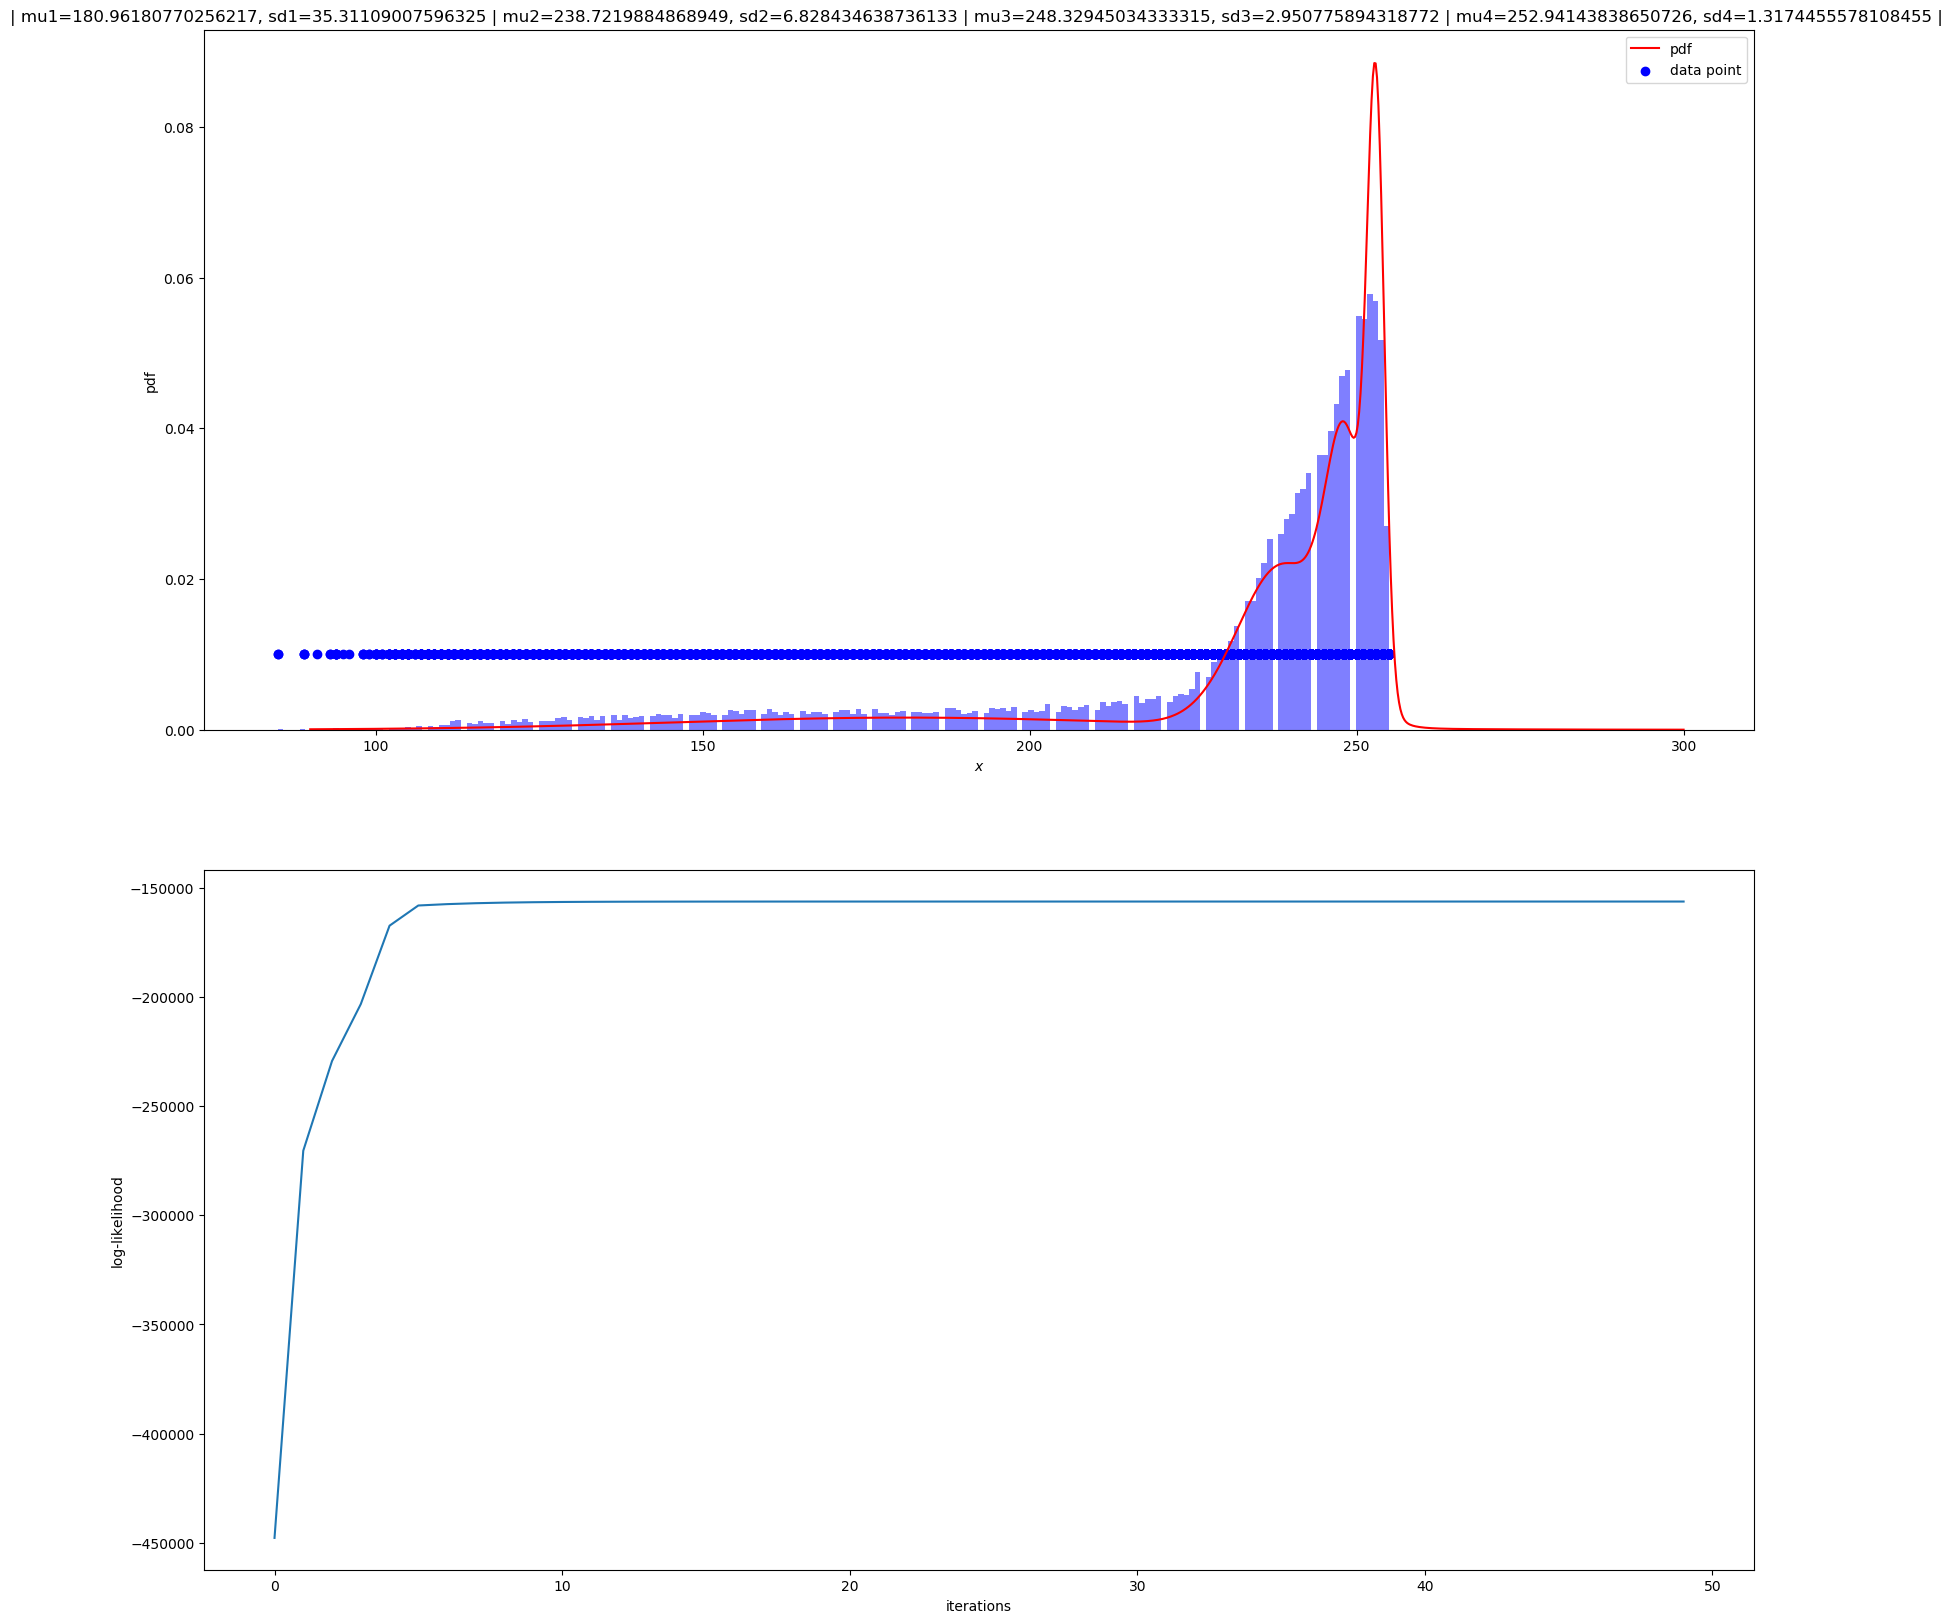 | mu1=180.96180770256217, sd1=35.31109007596325 | mu2=238.7219884868949, sd2=6.828434638736133 | mu3=248.32945034333315, sd3=2.950775894318772 | mu4=252.94143838650726, sd4=1.3174455578108455 |
pdf
data point
0.08
0.06
0.04
0.02
0.00
pdf
100 150 200 250 300
x
−150000
−200000
−250000
−300000
−350000
−400000
−450000
log-likelihood
0 10 20 30 40 50
iterations